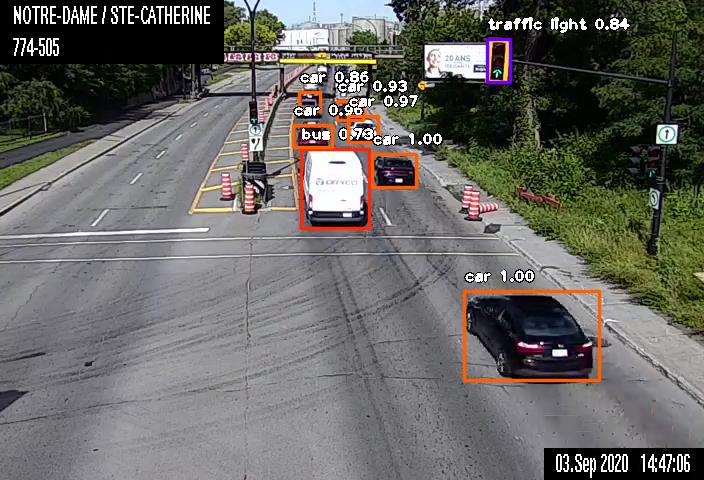 NOTRE-DAME / STE-CATHERINE
774-505
traffic light 0.84
20 ANS
car 0.86
car 0.93
car 0.97
car 0.96
bus 0.73
car 1.00
car 1.00
03.Sep 2020 14:47:06